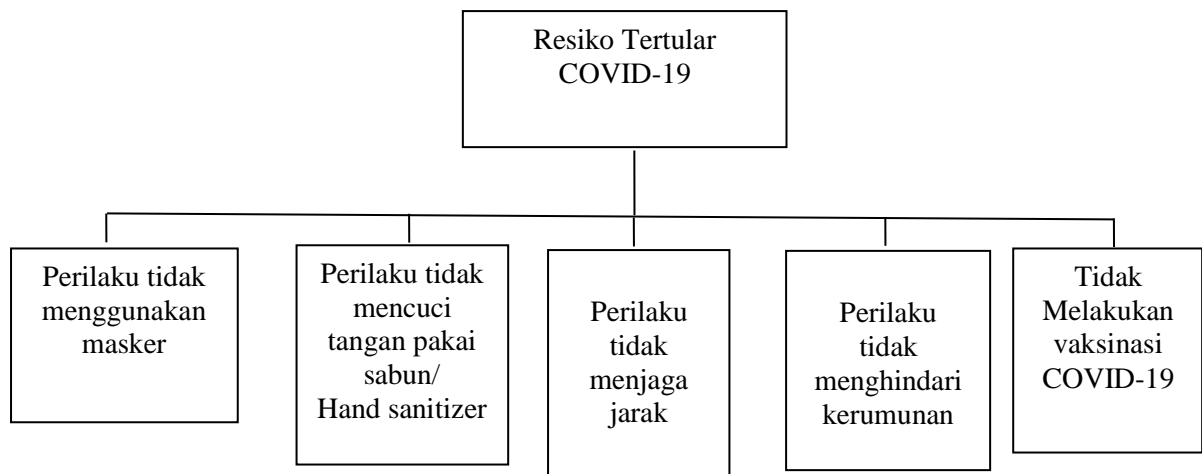 Resiko Tertular
COVID-19
Perilaku tidak
menggunakan
masker
Perilaku tidak
mencuci
tangan pakai
sabun/
Hand sanitizer
Perilaku
tidak
menjaga
jarak
Perilaku
tidak
menghindari
kerumunan
Tidak
Melakukan
vaksinasi
COVID-19